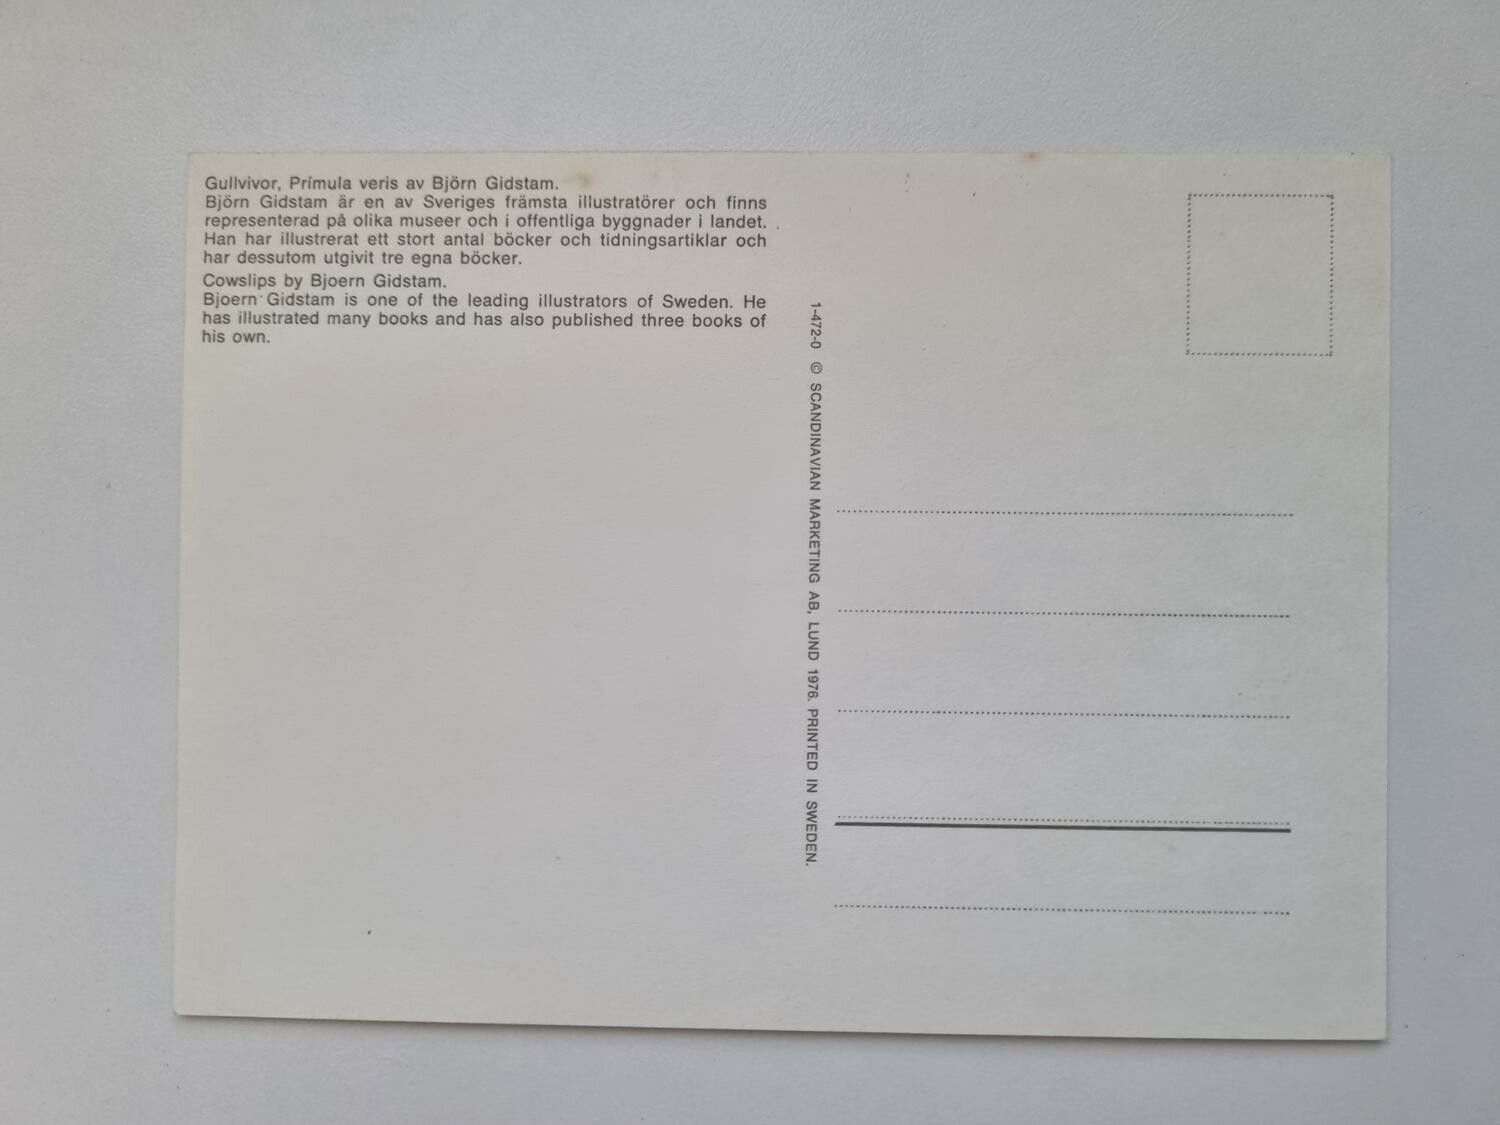 Gullvivor, Prímula veris av Björn Gidstam.
Björn Gidstam är en av Sveriges främsta illustratörer och finns
representerad på olika museer och i offentliga byggnader i landet.
Han har illustrerat ett stort antal böcker och tidningsartiklar och
har dessutom utgivit tre egna böcker.
Cowslips by Bjoern Gidstam.
Bjoern Gidstam is one of the leading illustrators of Sweden. He
has illustrated many books and has also published three books of
his own.
1-472-0 © SCANDINAVIAN MARKETING AB, LUND 1976. PRINTED IN SWEDEN.